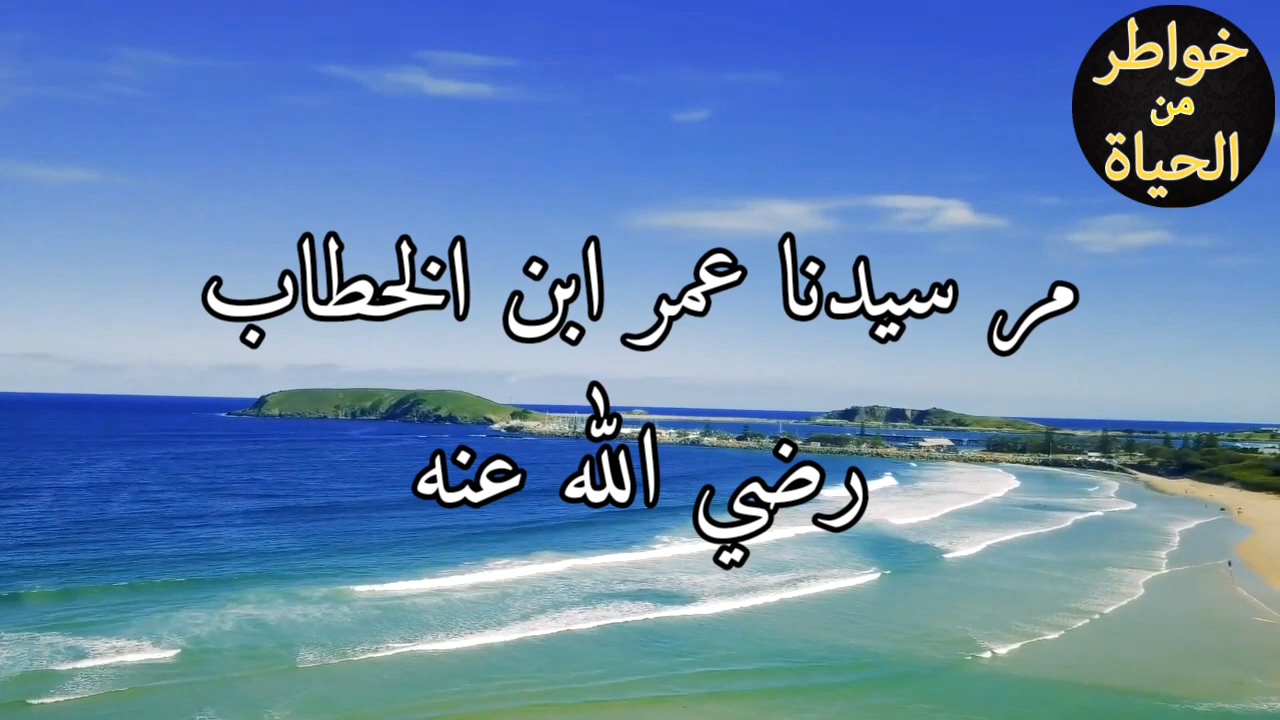 خواطر
من
الحياة
مر سيدنا عمر ابن الخطاب
رضي الله عنه